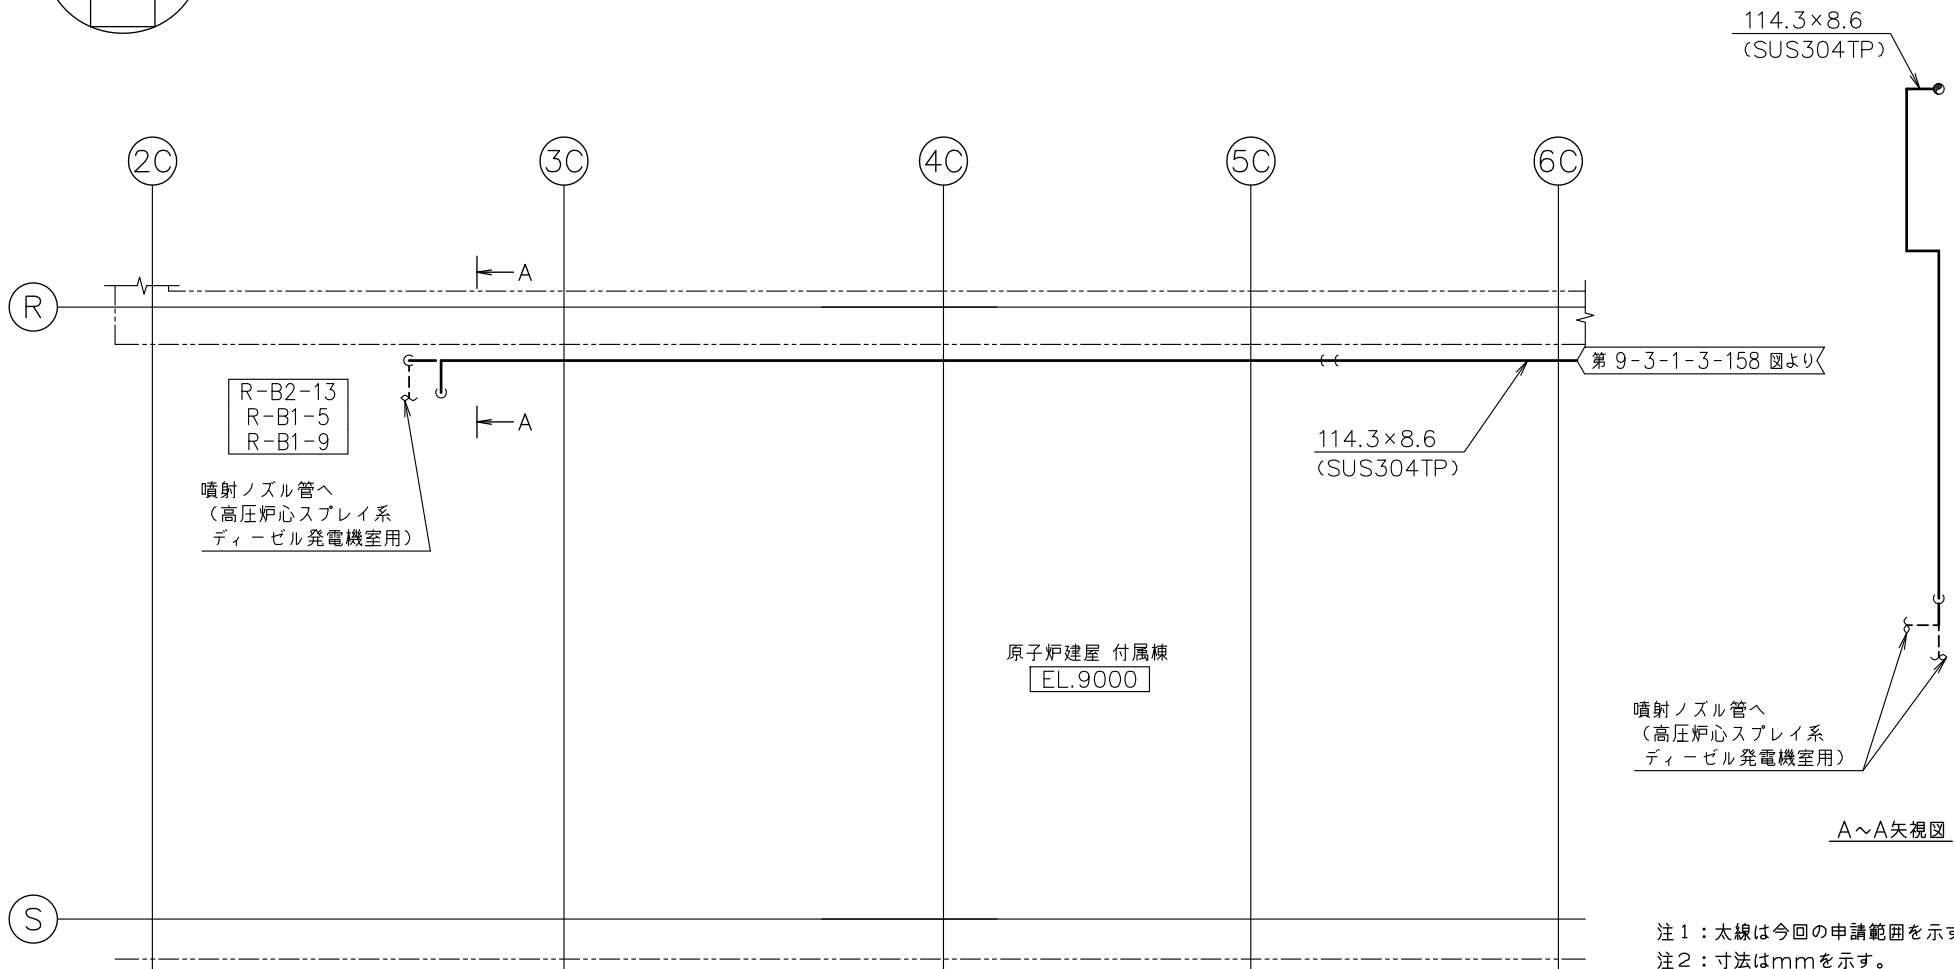 114.3×8.6
(SUS304TP)
2C
3C
4C
5C
6C
A
R
第 9-3-1-3-158 図より
R-B2-13
R-B1-5
R-B1-9
A
114.3×8.6
(SUS304TP)
噴射ノズル管へ
(高圧炉心スプレイ系
ディーゼル発電機室用)
原子炉建屋 付属棟
EL.9000
噴射ノズル管へ
(高圧炉心スプレイ系
ディーゼル発電機室用)
A~A矢視図
S
注1:太線は今回の申請範囲を示す
注2:寸法はmmを示す。